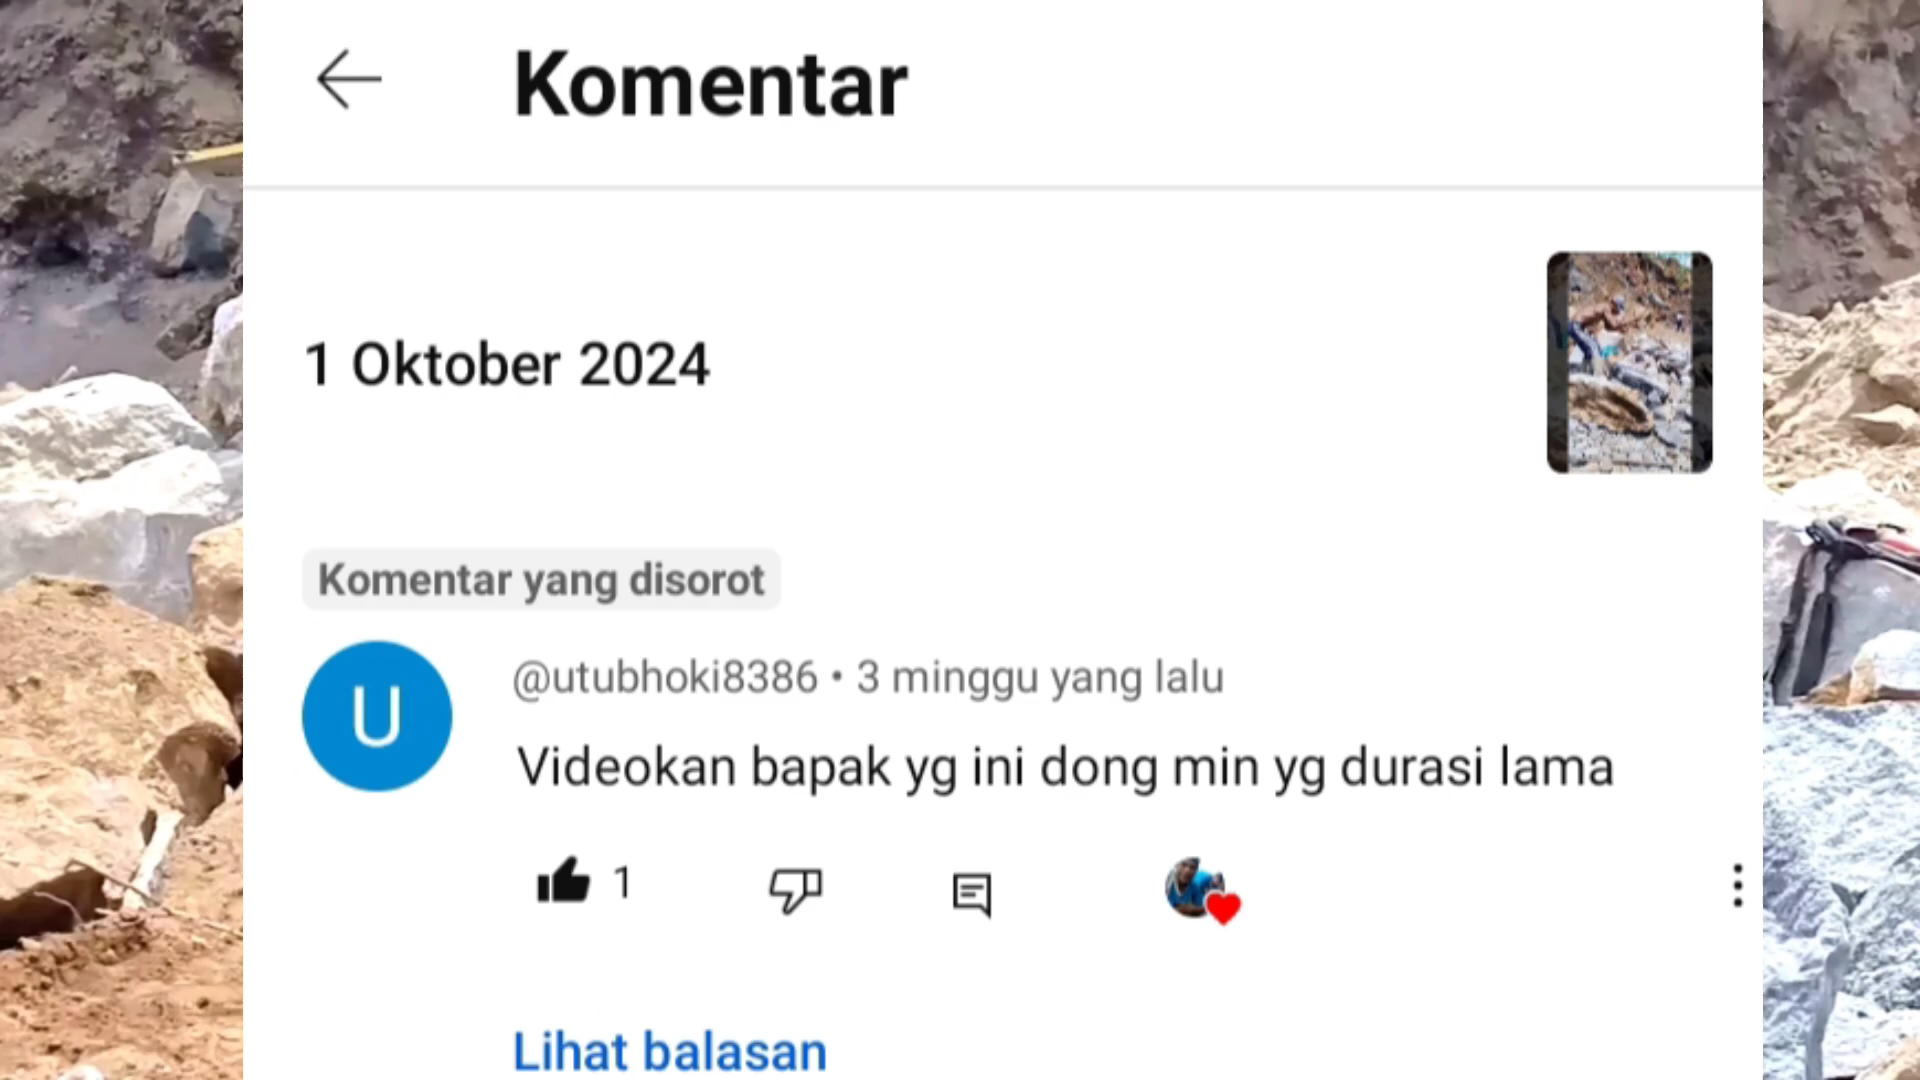 Komentar
1 Oktober 2024
Komentar yang disorot
U
@utubhoki8386 • 3 minggu yang lalu
Videokan bapak yg ini dong min yg durasi lama
1
Lihat balasan